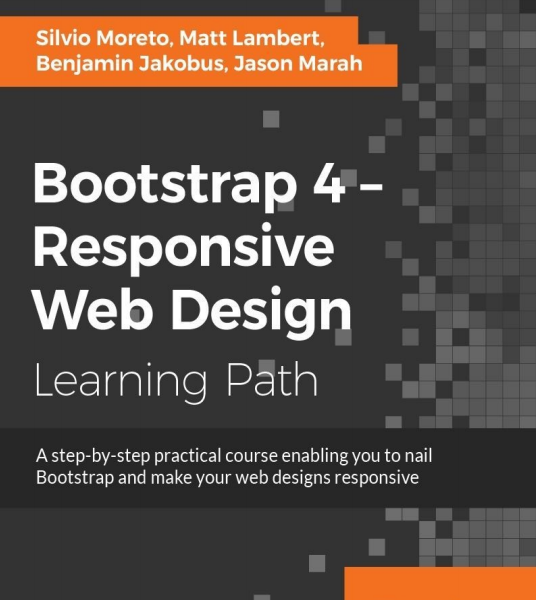 Silvio Moreto, Matt Lambert,
Benjamin Jakobus, Jason Marah
Bootstrap 4 –
Responsive
Web Design
Learning Path
A step-by-step practical course enabling you to nail
Bootstrap and make your web designs responsive